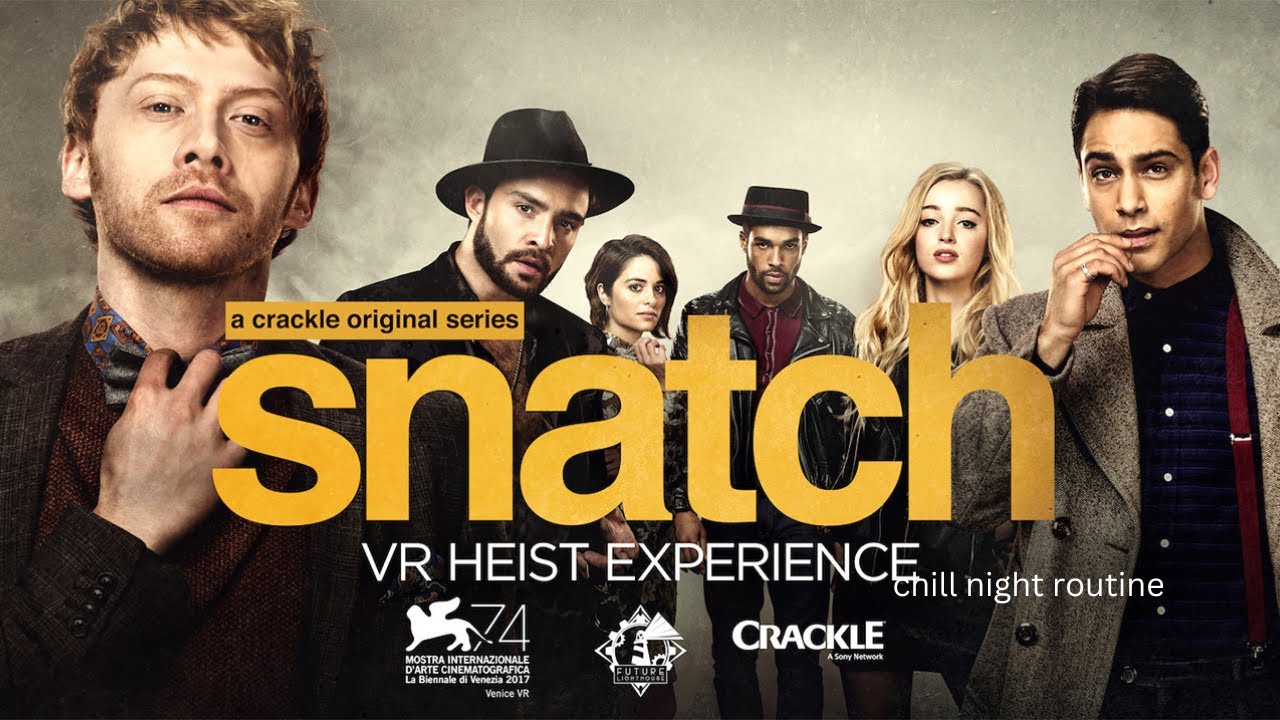 a crackle original series
snatch
VR HEIST EXPERIENCE
chill night routine
74
MOSTRA INTERNAZIONALE
D'ARTE CINEMATOGRAFICA
La Biennale di Venezia 2017
Venice VR
FUTURE
LIGHTHOUSE
CRACKLE
A Sony Network